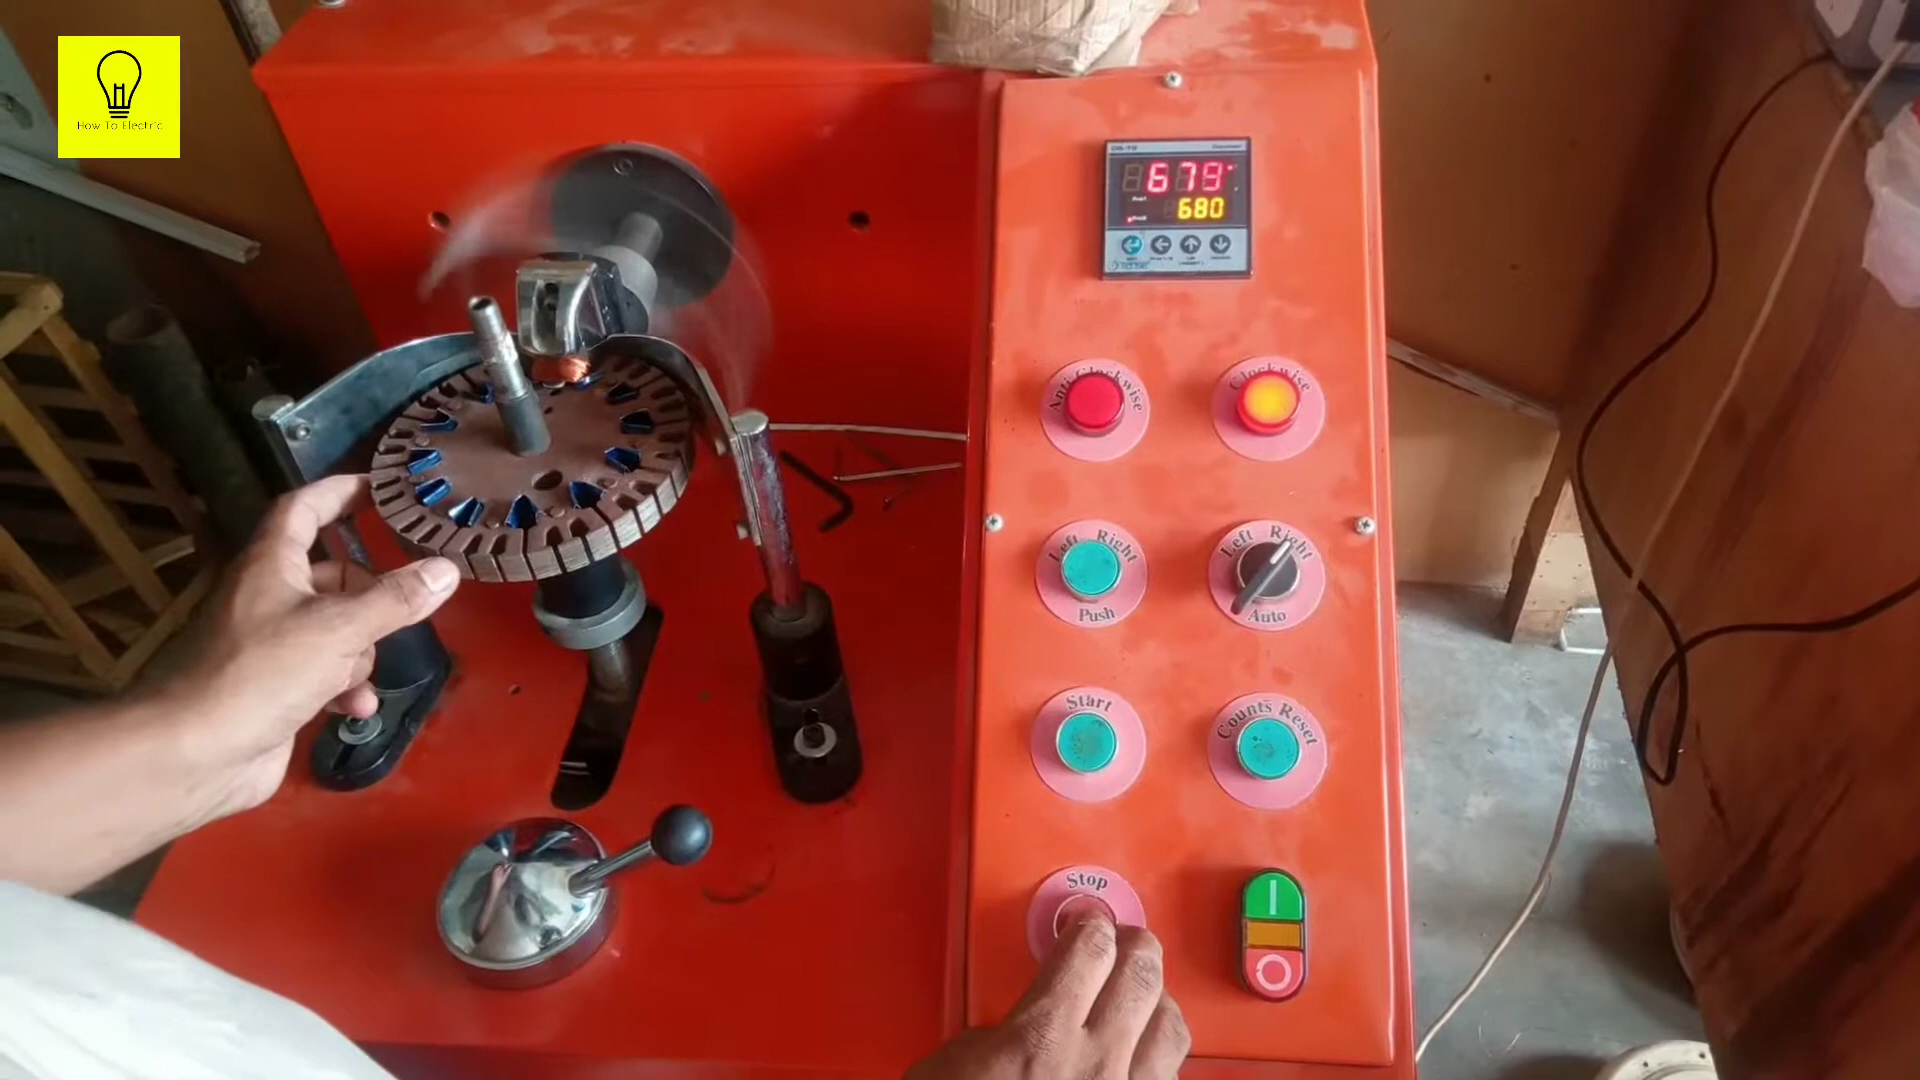 How To Electric
679
680
Anti Clockwise
Clockwise
Left Right
Push
Left Right
Auto
Start
Counts Reset
Stop